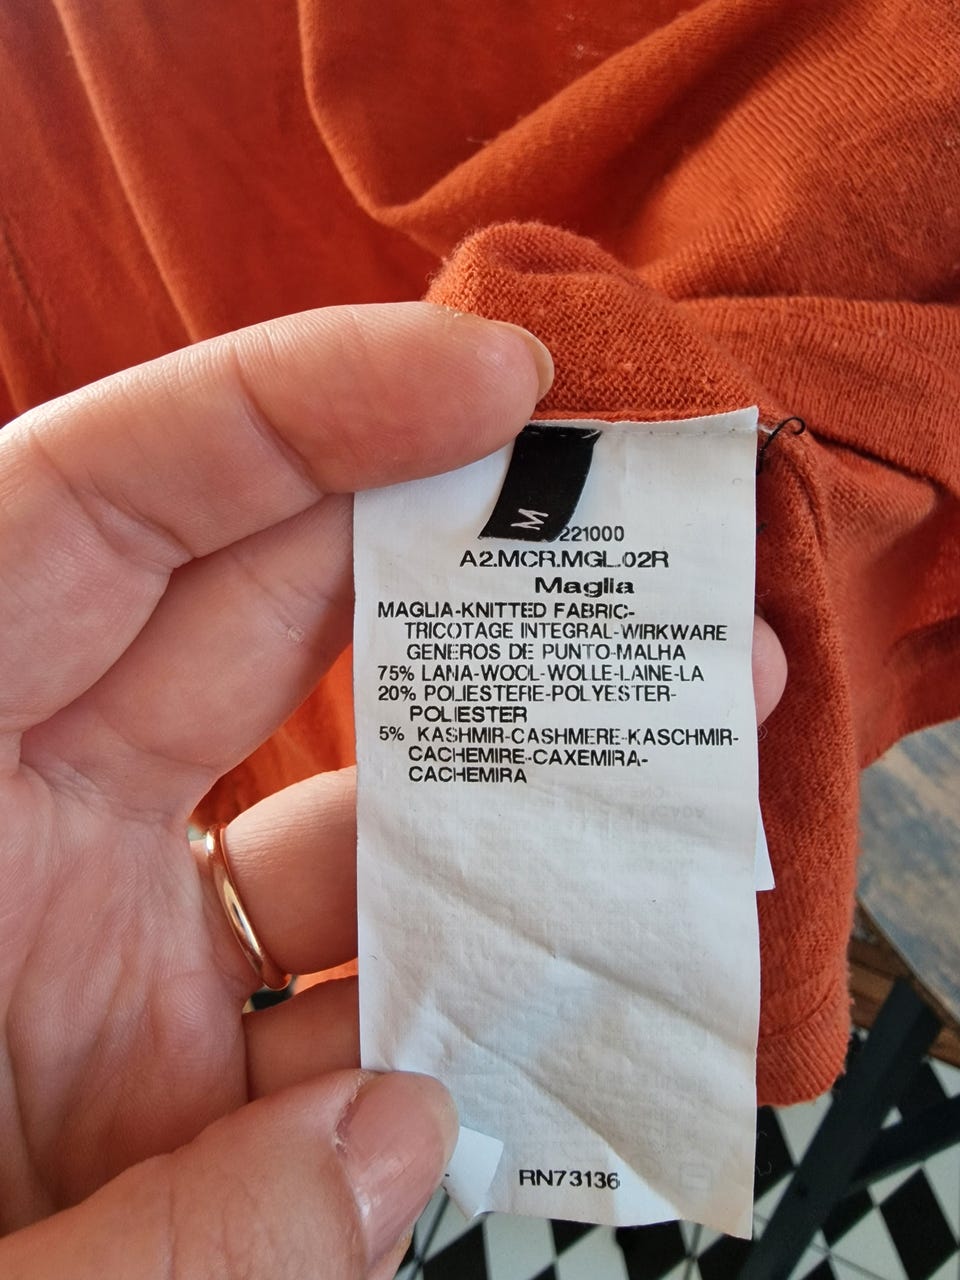 M
221000
A2.MCR.MGL.02R
Maglia
MAGLIA-KNITTED FABRIC-
TRICOTAGE INTEGRAL-WIRKWARE
GENEROS DE PUNTO-MALHA
75% LANA-WOOL-WOLLE-LAINE-LA
20% POLIESTERE-POLYESTER-
POLIESTER
5% KASHMIR-CASHMERE-KASCHMIR-
CACHEMIRE-CAXEMIRA-
CACHEMIRA
RN73136